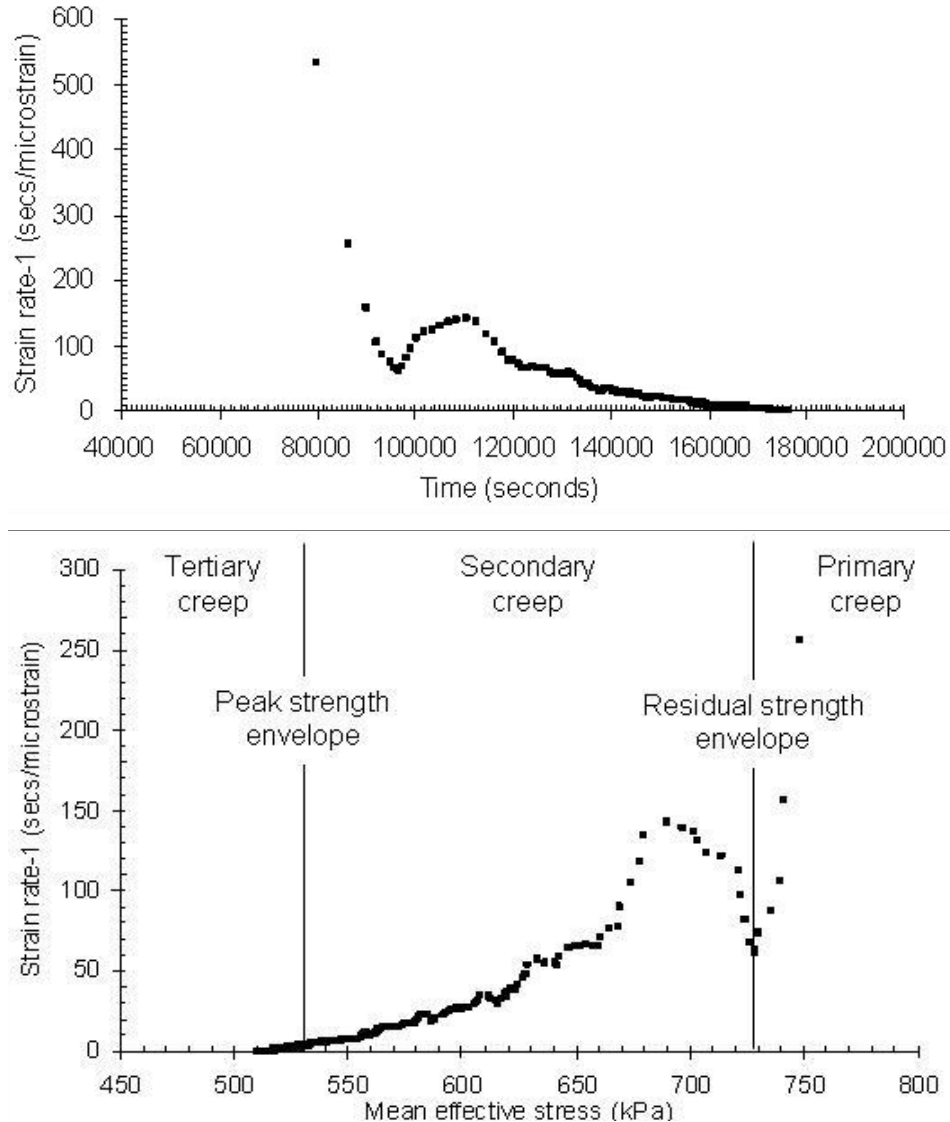 600
500
400
300
200
100
0
Strain rate-1 (secs/microstrain)
40000 60000 80000 100000 120000 140000 160000 180000 200000
Time (seconds)
Tertiary
creep
Secondary
creep
Primary
creep
Peak strength
envelope
Residual strength
envelope
300
250
200
150
100
50
0
Strain rate-1 (secs/microstrain)
450 500 550 600 650 700 750 800
Mean effective stress (kPa)